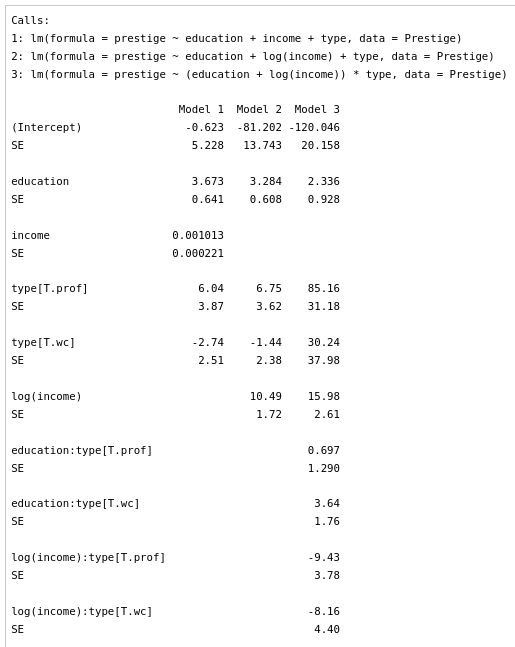 Calls:
1: lm(formula = prestige ~ education + income + type, data = Prestige)
2: lm(formula = prestige ~ education + log(income) + type, data = Prestige)
3: lm(formula = prestige ~ (education + log(income)) * type, data = Prestige)
Model 1 Model 2 Model 3
(Intercept) -0.623 -81.202 -120.046
SE 5.228 13.743 20.158
education 3.673 3.284 2.336
SE 0.641 0.608 0.928
income 0.001013
SE 0.000221
type[T.prof] 6.04 6.75 85.16
SE 3.87 3.62 31.18
type[T.wc] -2.74 -1.44 30.24
SE 2.51 2.38 37.98
log(income) 10.49 15.98
SE 1.72 2.61
education:type[T.prof] 0.697
SE 1.290
education:type[T.wc] 3.64
SE 1.76
log(income):type[T.prof] -9.43
SE 3.78
log(income):type[T.wc] -8.16
SE 4.40